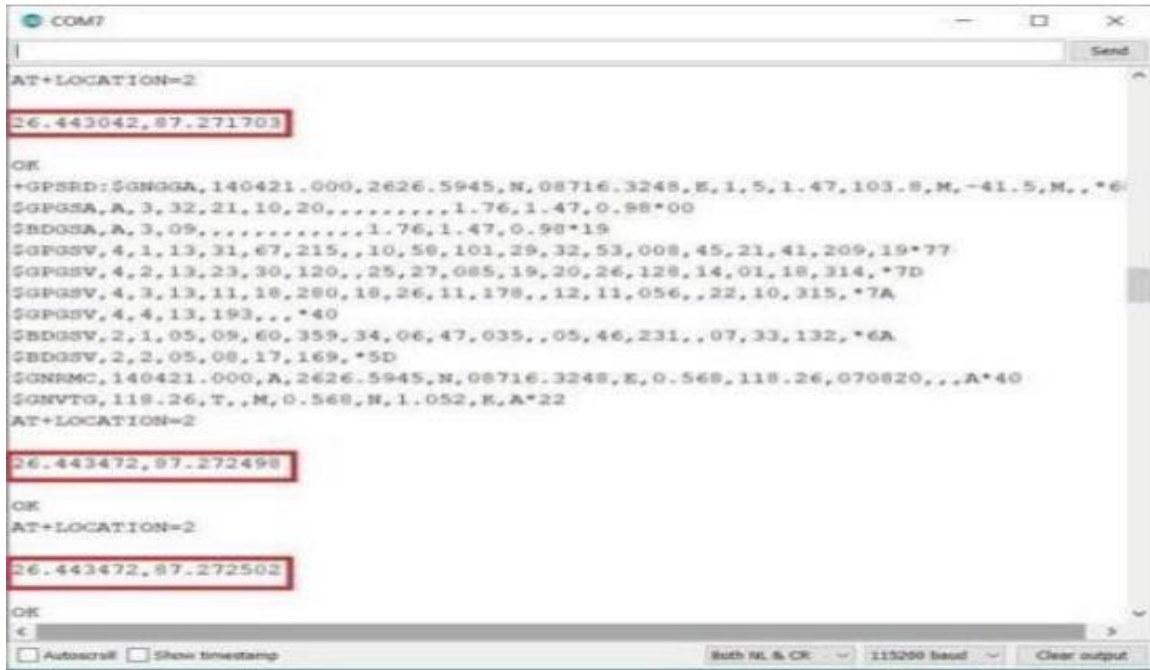 COM7
Send
AT+LOCATION=2
26.443042,87.271703
OK
+GPSRD:$GNGGA,140421.000,2626.5945,N,08716.3248,E,1,5,1.47,103.8,M,-41.5,M,,*6
$GPGSA,A,3,32,21,10,20,,,,,,,,,1.76,1.47,0.98*00
$BDGSA,A,3,09,,,,,,,,,,,,1.76,1.47,0.98*19
$GPGSV,4,1,13,31,67,215,,10,58,101,29,32,53,008,45,21,41,209,19*77
$GPGSV,4,2,13,23,30,120,,25,27,085,19,20,26,128,14,01,18,314,*7D
$GPGSV,4,3,13,11,18,280,18,26,11,178,,12,11,056,,22,10,315,*7A
$GPGSV,4,4,13,193,,,*40
$BDGSV,2,1,05,09,60,359,34,06,47,035,,05,46,231,,07,33,132,*6A
$BDGSV,2,2,05,08,17,169,*5D
$GNRMC,140421.000,A,2626.5945,N,08716.3248,E,0.568,118.26,070820,,,A*40
$GNVTG,118.26,T,,M,0.568,N,1.052,K,A*22
AT+LOCATION=2
26.443472,87.272498
OK
AT+LOCATION=2
26.443472,87.272502
OK
Autoscroll Show timestamp Both NL & CR 115200 baud Clear output